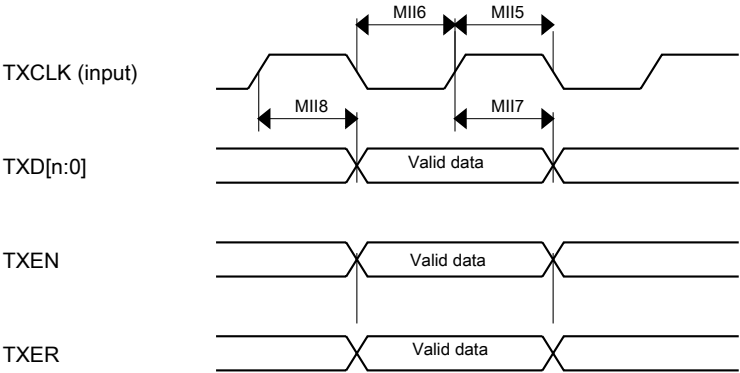 MII6 MII5
TXCLK (input)
MII8 MII7
TXD[n:0] Valid data
TXEN Valid data
TXER Valid data